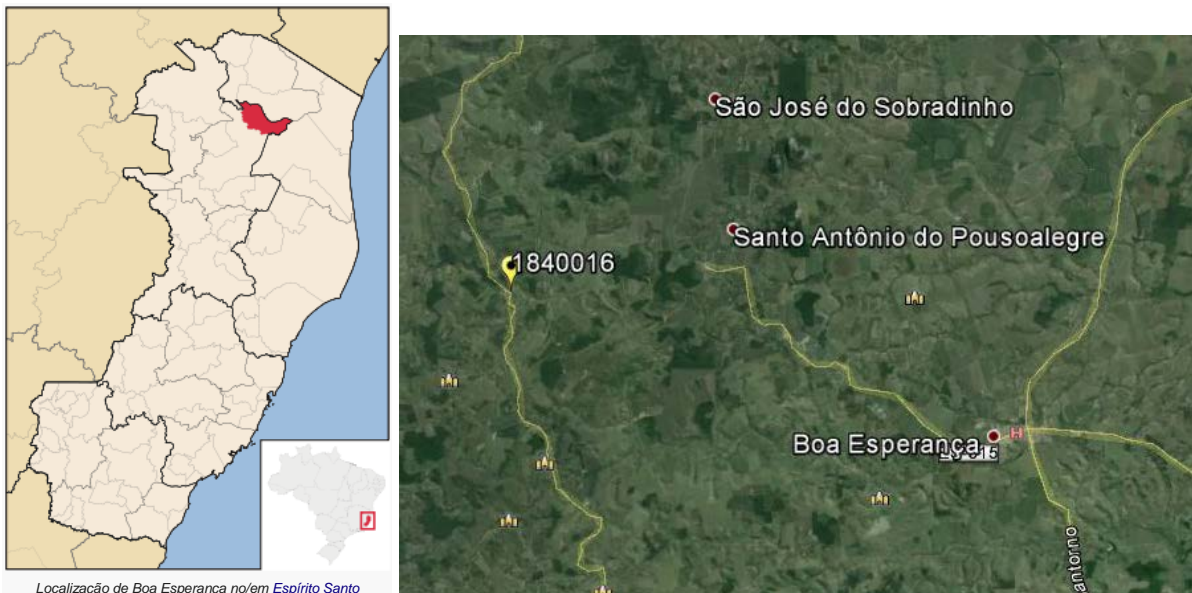 São José do Sobradinho
Santo Antônio do Pousoalegre
1840016
Boa Esperança
antorno
Localização de Boa Esperança no/em Espírito Santo